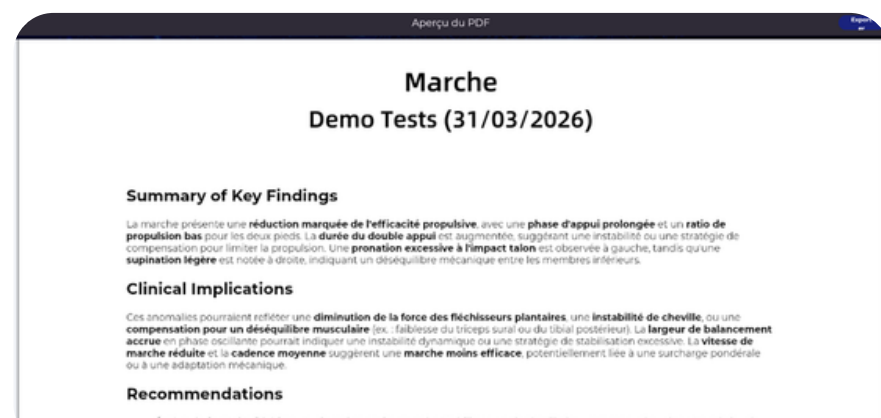 Aperçu du PDF
Marche
Demo Tests (31/03/2026)
Summary of Key Findings
La marche présente une réduction marquée de l'efficacité propulsive, avec une phase d'appui prolongée et un ratio de
propulsion bas pour les deux pieds. La durée du double appui est augmentée, suggérant une instabilité ou une stratégie de
compensation pour limiter la propulsion. Une pronation excessive à l'impact talon est observée à gauche, tandis qu'une
supination légère est notée à droite, indiquant un déséquilibre mécanique entre les membres inférieurs.
Clinical Implications
Ces anomalies pourraient refléter une diminution de la force des fléchisseurs plantaires, une instabilité de cheville, ou une
compensation pour un déséquilibre musculaire (ex. : faiblesse du triceps sural ou du tibial postérieur). La largeur de balancement
accrue en phase oscillante pourrait indiquer une instabilité dynamique ou une stratégie de stabilisation excessive. La vitesse de
marche réduite et la cadence moyenne suggèrent une marche moins efficace, potentiellement liée à une surcharge pondérale
ou à une adaptation mécanique.
Recommendations